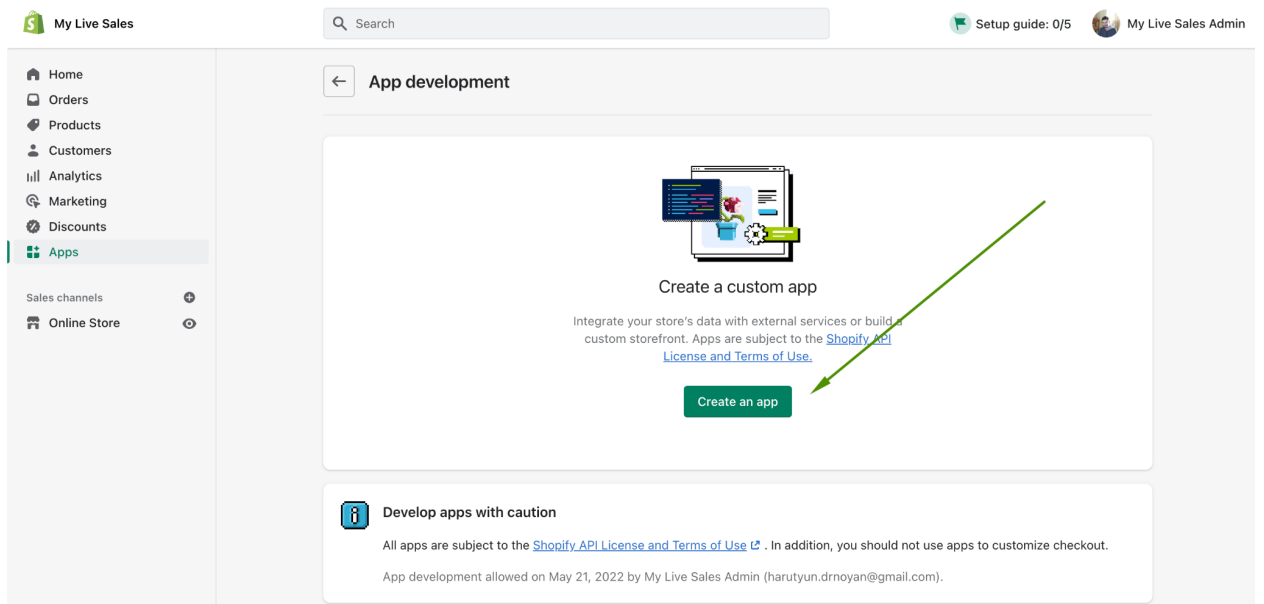 My Live Sales
Search
Setup guide: 0/5
My Live Sales Admin
Home
Orders
Products
Customers
Analytics
Marketing
Discounts
Apps
Sales channels
Online Store
App development
Create a custom app
Integrate your store's data with external services or build a
custom storefront. Apps are subject to the Shopify API
License and Terms of Use.
Create an app
Develop apps with caution
All apps are subject to the Shopify API License and Terms of Use . In addition, you should not use apps to customize checkout.
App development allowed on May 21, 2022 by My Live Sales Admin (harutyun.drnoyan@gmail.com).